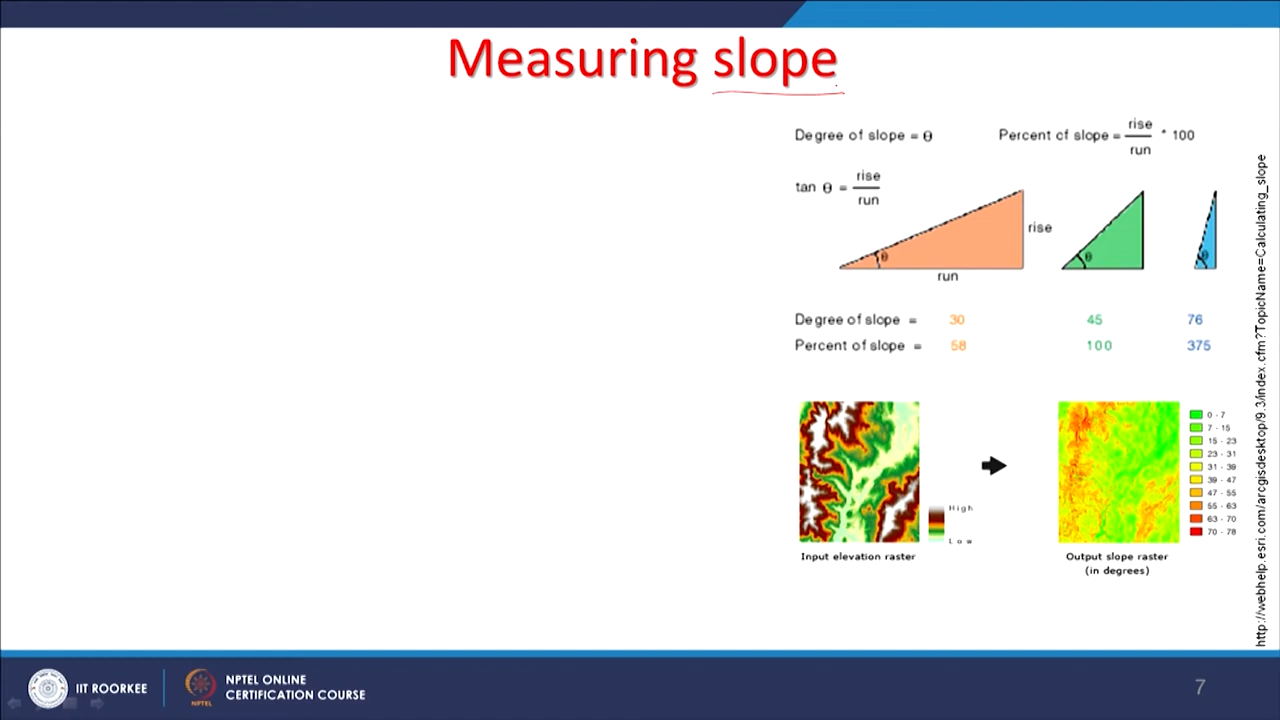 Measuring slope
Degree of slope = θ
Percent of slope = rise / run * 100
tan θ = rise / run
θ
rise
run
θ
θ
Degree of slope = 30 45 76
Percent of slope = 58 100 375
High
Low
Input elevation raster
0 - 7
7 - 15
15 - 23
23 - 31
31 - 39
39 - 47
47 - 55
55 - 63
63 - 70
70 - 78
Output slope raster
(in degrees)
http://webhelp.esri.com/arcgisdesktop/9.3/index.cfm?TopicName=Calculating_slope
IIT ROORKEE
NPTEL
NPTEL ONLINE
CERTIFICATION COURSE
7